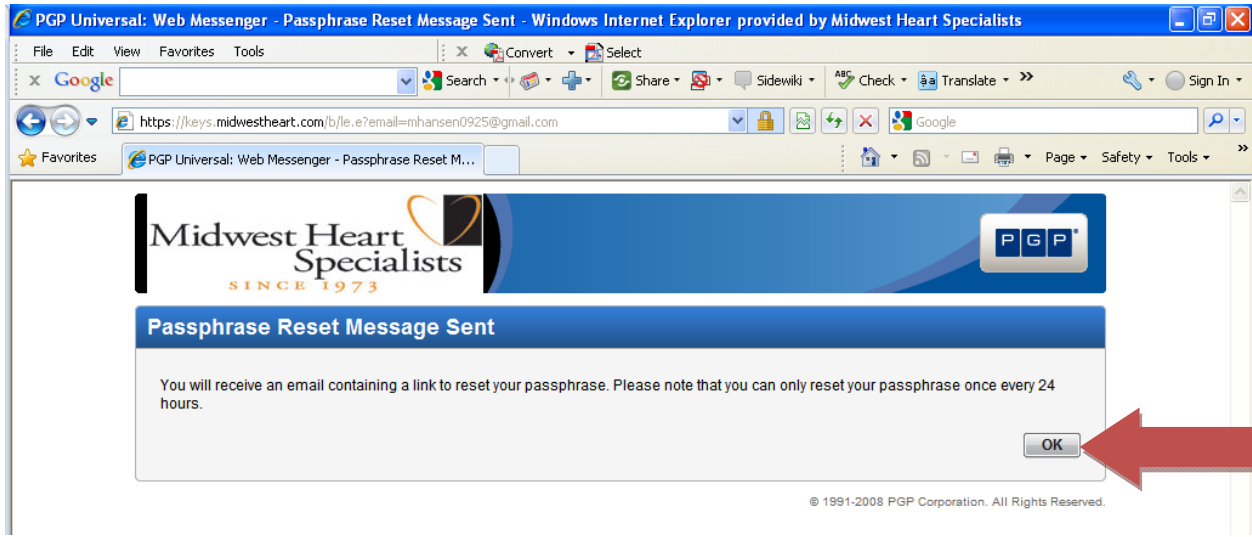 PGP Universal: Web Messenger - Passphrase Reset Message Sent - Windows Internet Explorer provided by Midwest Heart Specialists
File Edit View Favorites Tools x Convert Select
x Google Search Share Sidewiki ABC Check Translate » Sign In
https://keys.midwestheart.com/b/le.e?email=mhansen0925@gmail.com Google
Favorites PGP Universal: Web Messenger - Passphrase Reset M... Page Safety Tools »
Midwest Heart
Specialists
SINCE 1973
PGP
Passphrase Reset Message Sent
You will receive an email containing a link to reset your passphrase. Please note that you can only reset your passphrase once every 24
hours.
OK
© 1991-2008 PGP Corporation. All Rights Reserved.